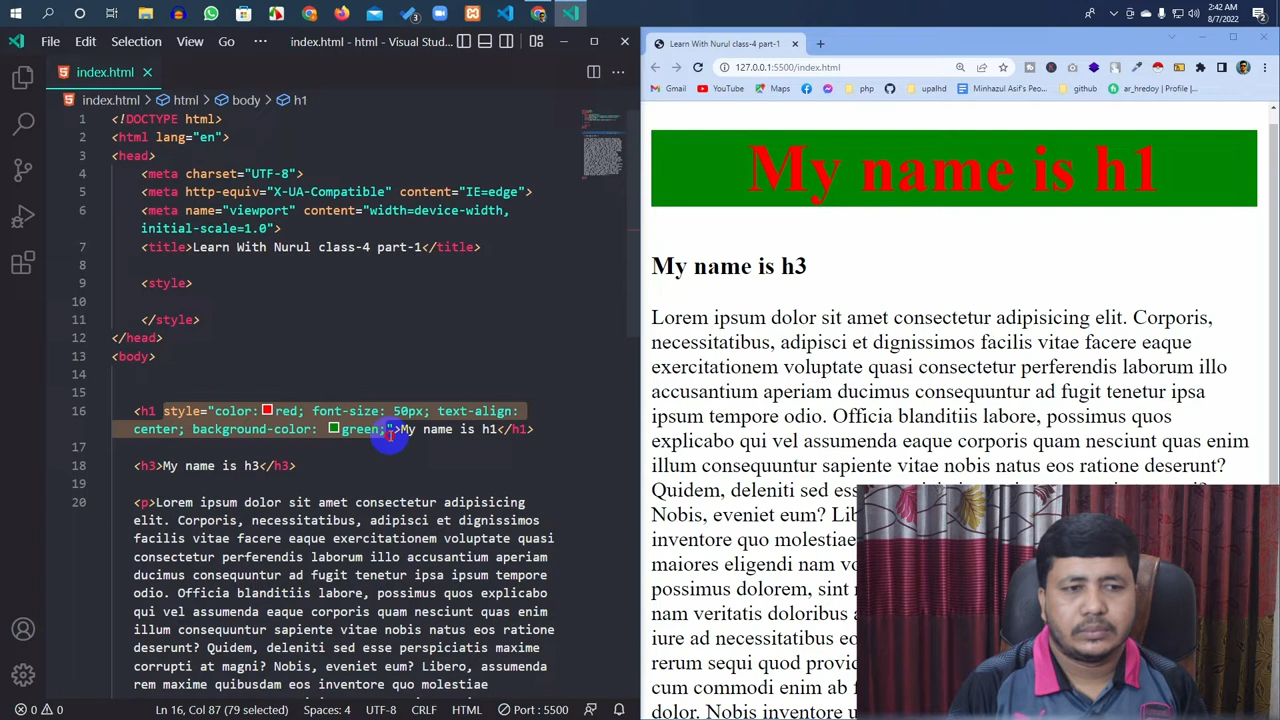 3
2:42 AM
8/7/2022
File Edit Selection View Go ··· index.html - html - Visual Stud...
index.html
index.html > html > body > h1
1 <!DOCTYPE html>
2 <html lang="en">
3 <head>
4 <meta charset="UTF-8">
5 <meta http-equiv="X-UA-Compatible" content="IE=edge">
6 <meta name="viewport" content="width=device-width,
initial-scale=1.0">
7 <title>Learn With Nurul class-4 part-1</title>
8
9 <style>
10
11 </style>
12 </head>
13 <body>
14
15
16 <h1 style="color: red; font-size: 50px; text-align:
center; background-color: green;">My name is h1</h1>
17
18 <h3>My name is h3</h3>
19
20 <p>Lorem ipsum dolor sit amet consectetur adipisicing
elit. Corporis, necessitatibus, adipisci et dignissimos
facilis vitae facere eaque exercitationem voluptate quasi
consectetur perferendis laborum illo accusantium aperiam
ducimus consequuntur ad fugit tenetur ipsa ipsum tempore
odio. Officia blanditiis laborum, possimus quos explicabo
qui vel assumenda eaque corporis quam nesciunt quas enim
illum consequuntur sapiente vitae nobis natus eos ratione
deserunt? Quidem, deleniti sed esse perspiciatis maxime
corrupti at magni? Nobis, eveniet eum? Libero, assumenda
rem maxime quibusdam eos inventore quo molestiae
0 0 Ln 16, Col 87 (79 selected) Spaces: 4 UTF-8 CRLF HTML Port : 5500
Learn With Nurul class-4 part-1
127.0.0.1:5500/index.html
Gmail YouTube Maps php upalhd Minhazul Asif's Peo... github ar_hredoy | Profile |...
My name is h1
My name is h3
Lorem ipsum dolor sit amet consectetur adipisicing elit. Corporis,
necessitatibus, adipisci et dignissimos facilis vitae facere eaque
exercitationem voluptate quasi consectetur perferendis laborum illo
accusantium aperiam ducimus consequuntur ad fugit tenetur ipsa
ipsum tempore odio. Officia blanditiis laborum, possimus quos
explicabo qui vel assumenda eaque corporis quam nesciunt quas enim
illum consequuntur sapiente vitae nobis natus eos ratione deserunt?
Quidem, deleniti sed
Nobis, eveniet eum?
inventore quo molestiae
maiores eligendi nam
possimus dolorem, sint
nam veritatis doloribus
iure ad necessitatibus
rerum sequi quod
cum commodi enim ab
dolor. Nobis inventore